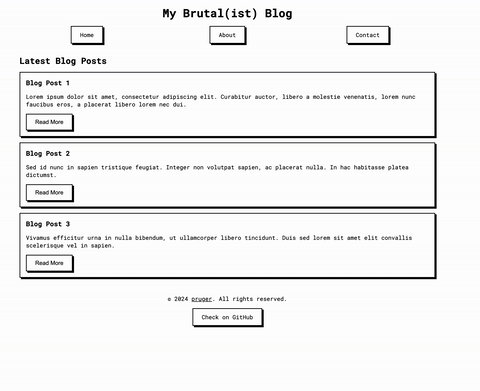 My Brutal(ist) Blog
Home
About
Contact
Latest Blog Posts
Blog Post 1
Lorem ipsum dolor sit amet, consectetur adipiscing elit. Curabitur auctor, libero a molestie venenatis, lorem nunc
faucibus eros, a placerat libero lorem nec dui.
Read More
Blog Post 2
Sed id nunc in sapien tristique feugiat. Integer non volutpat sapien, ac placerat nulla. In hac habitasse platea
dictumst.
Read More
Blog Post 3
Vivamus efficitur urna in nulla bibendum, ut ullamcorper libero tincidunt. Duis sed lorem sit amet elit convallis
scelerisque vel in sapien.
Read More
© 2024 pruger. All rights reserved.
Check on GitHub